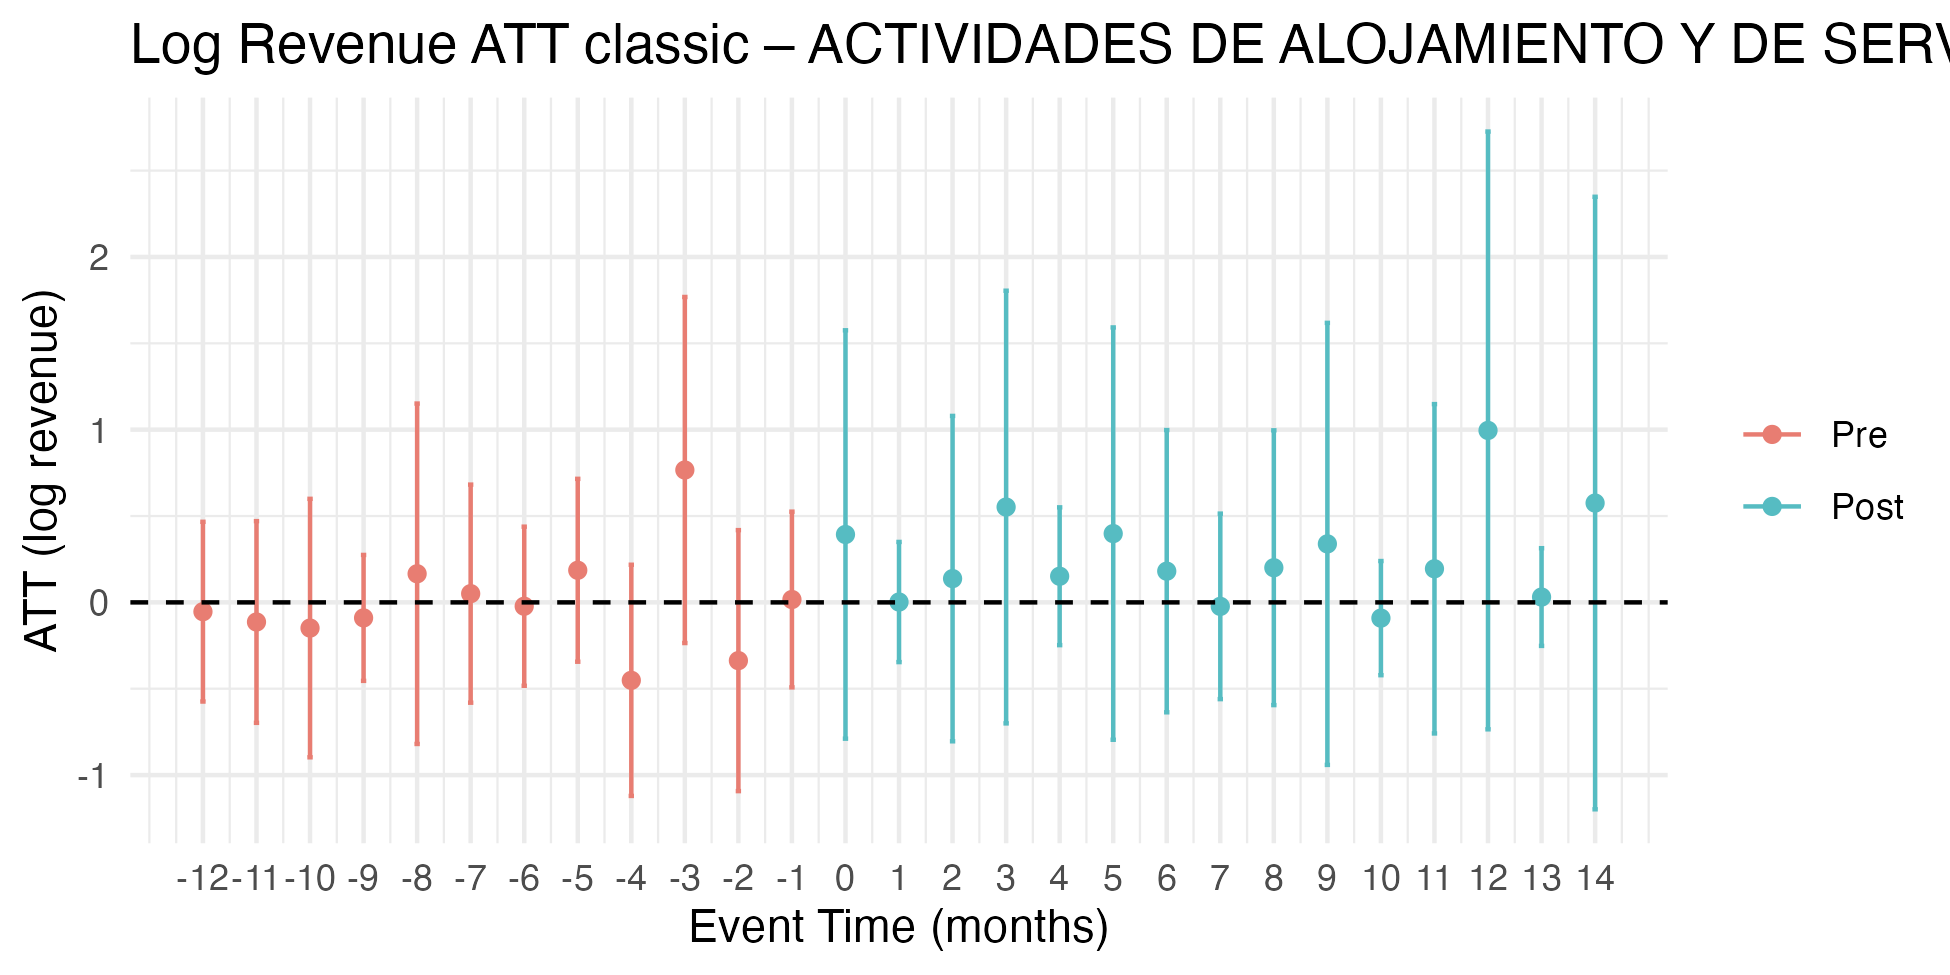 Log Revenue ATT classic – ACTIVIDADES DE ALOJAMIENTO Y DE SERV
ATT (log revenue)
2
1
0
-1
-12 -11 -10 -9 -8 -7 -6 -5 -4 -3 -2 -1 0 1 2 3 4 5 6 7 8 9 10 11 12 13 14
Event Time (months)
Pre
Post